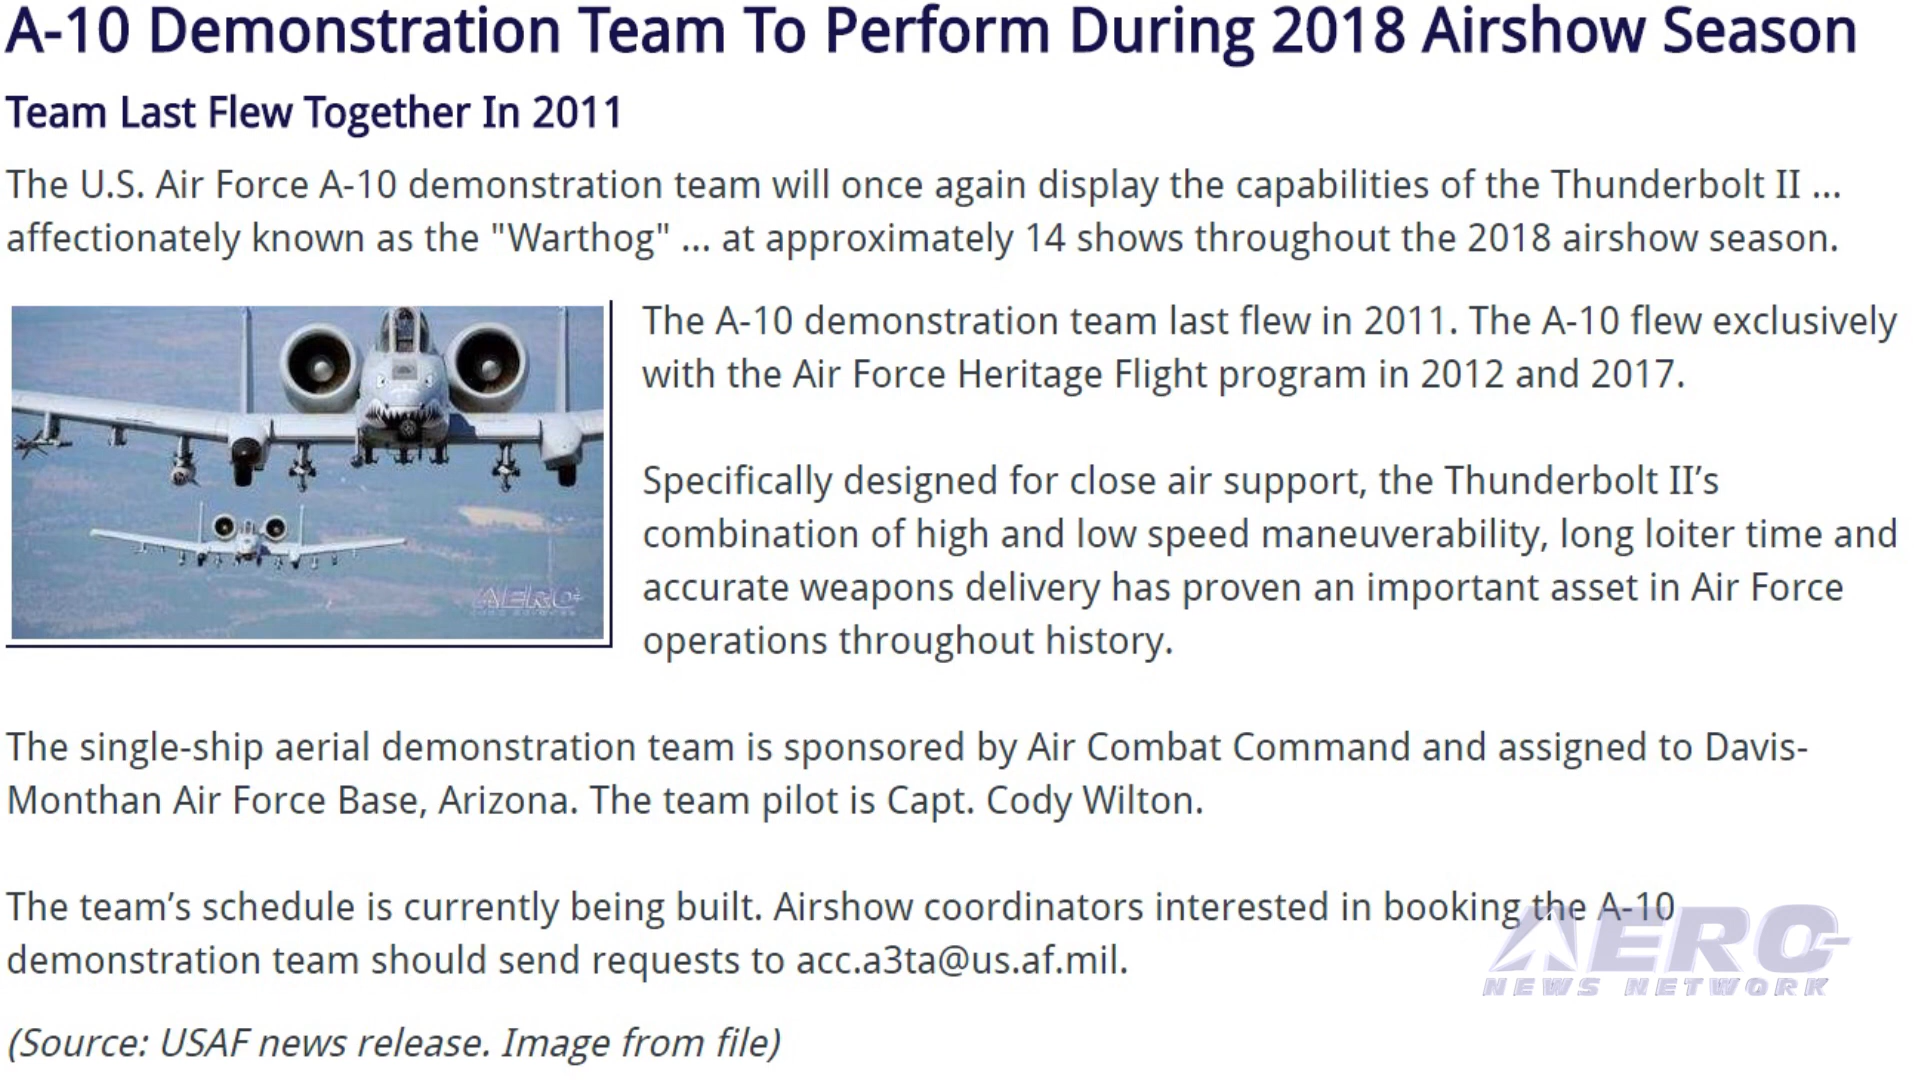 A-10 Demonstration Team To Perform During 2018 Airshow Season
Team Last Flew Together In 2011
The U.S. Air Force A-10 demonstration team will once again display the capabilities of the Thunderbolt II ...
affectionately known as the "Warthog" ... at approximately 14 shows throughout the 2018 airshow season.
The A-10 demonstration team last flew in 2011. The A-10 flew exclusively
with the Air Force Heritage Flight program in 2012 and 2017.
Specifically designed for close air support, the Thunderbolt II’s
combination of high and low speed maneuverability, long loiter time and
accurate weapons delivery has proven an important asset in Air Force
operations throughout history.
AERO-
The single-ship aerial demonstration team is sponsored by Air Combat Command and assigned to Davis-
Monthan Air Force Base, Arizona. The team pilot is Capt. Cody Wilton.
The team’s schedule is currently being built. Airshow coordinators interested in booking the A-10
demonstration team should send requests to acc.a3ta@us.af.mil.
(Source: USAF news release. Image from file)
AERO-
NEWS NETWORK